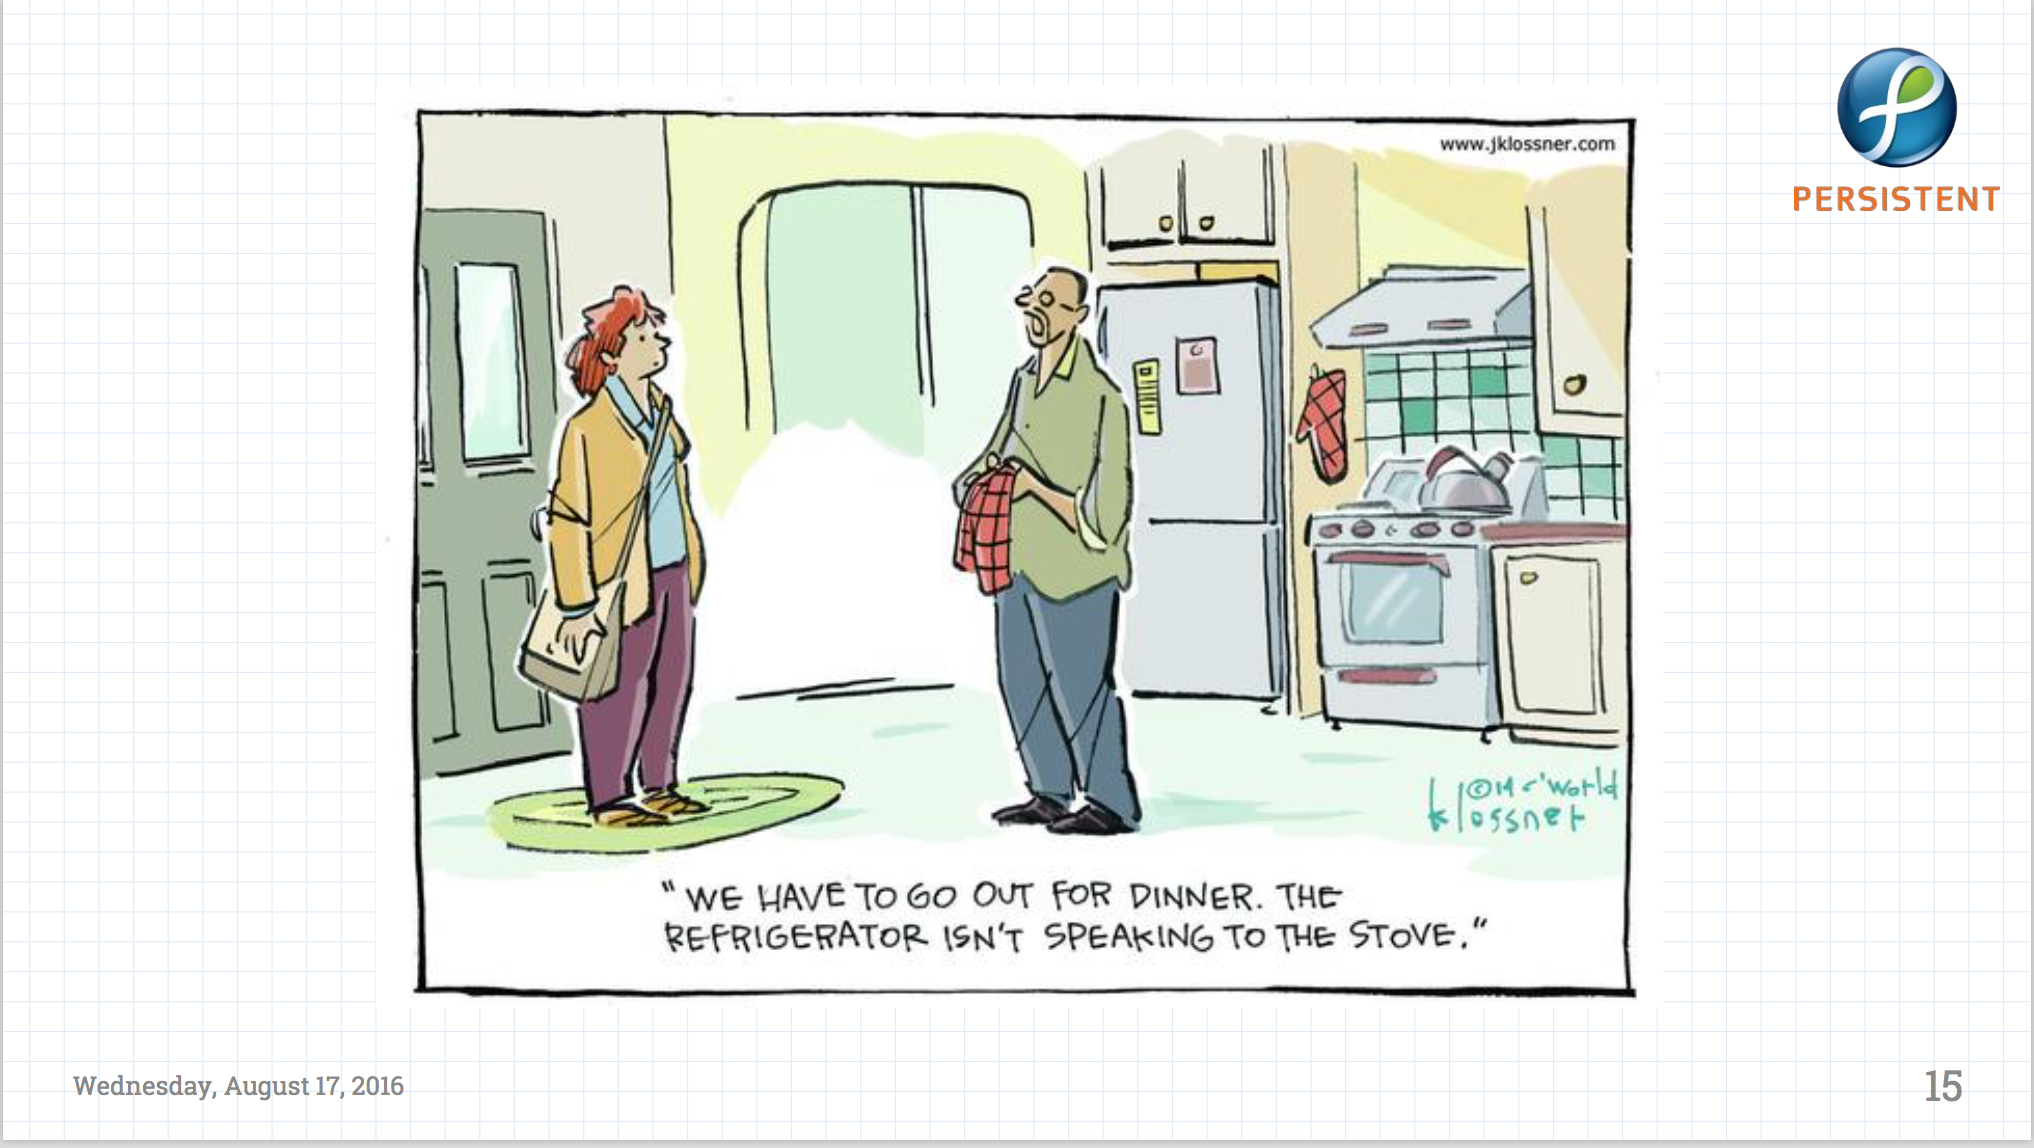 www.jklossner.com
PERSISTENT
©14 c'World
klossner
"WE HAVE TO GO OUT FOR DINNER. THE
REFRIGERATOR ISN'T SPEAKING TO THE STOVE."
Wednesday, August 17, 2016
15